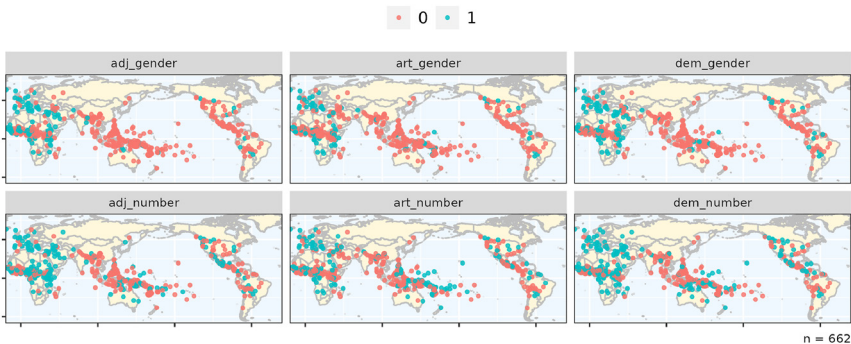 0 1
adj_gender art_gender dem_gender
adj_number art_number dem_number
n = 662